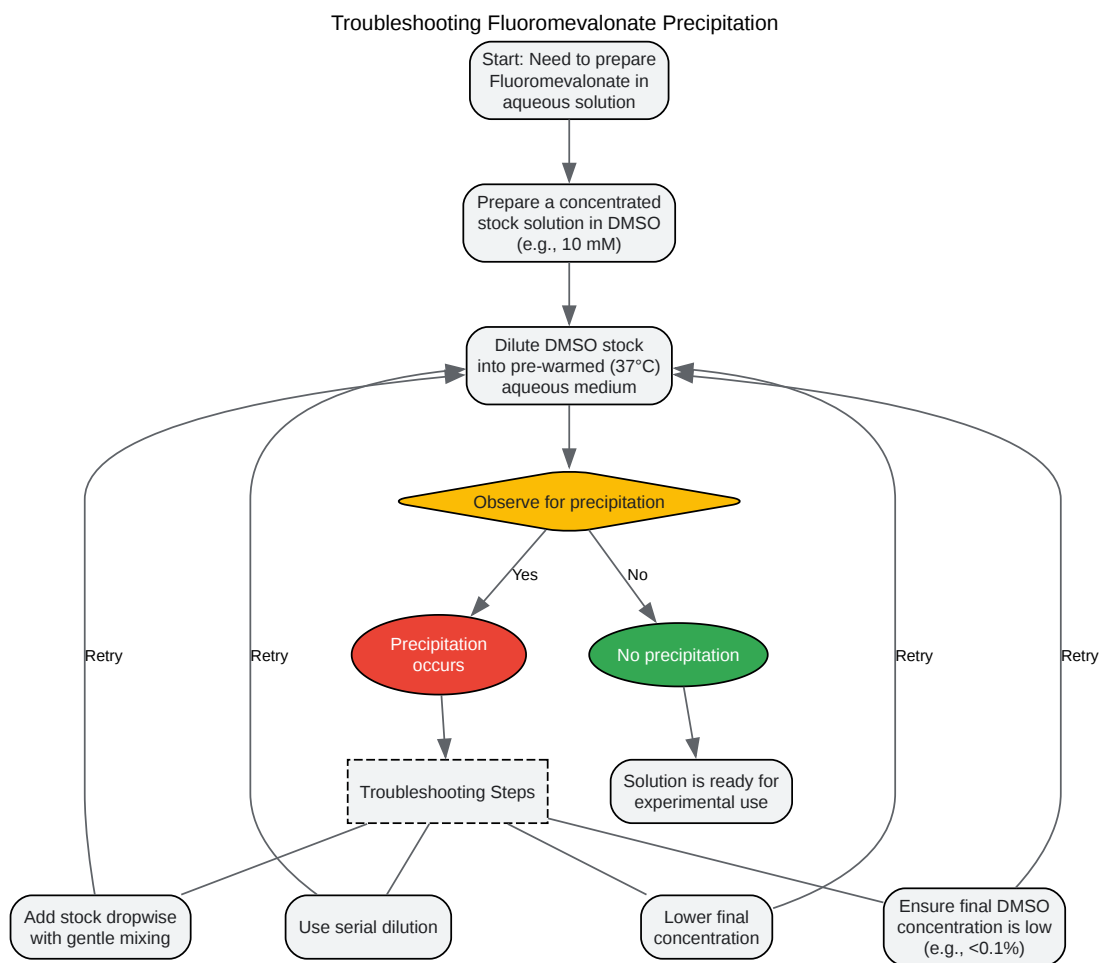 Troubleshooting Fluoromevalonate Precipitation
Start: Need to prepare
Fluoromevalonate in
aqueous solution
Prepare a concentrated
stock solution in DMSO
(e.g., 10 mM)
Dilute DMSO stock
into pre-warmed (37°C)
aqueous medium
Observe for precipitation
Yes
No
Precipitation
occurs
No precipitation
Retry
Retry
Retry
Retry
Troubleshooting Steps
Solution is ready for
experimental use
Add stock dropwise
with gentle mixing
Use serial dilution
Lower final
concentration
Ensure final DMSO
concentration is low
(e.g., <0.1%)